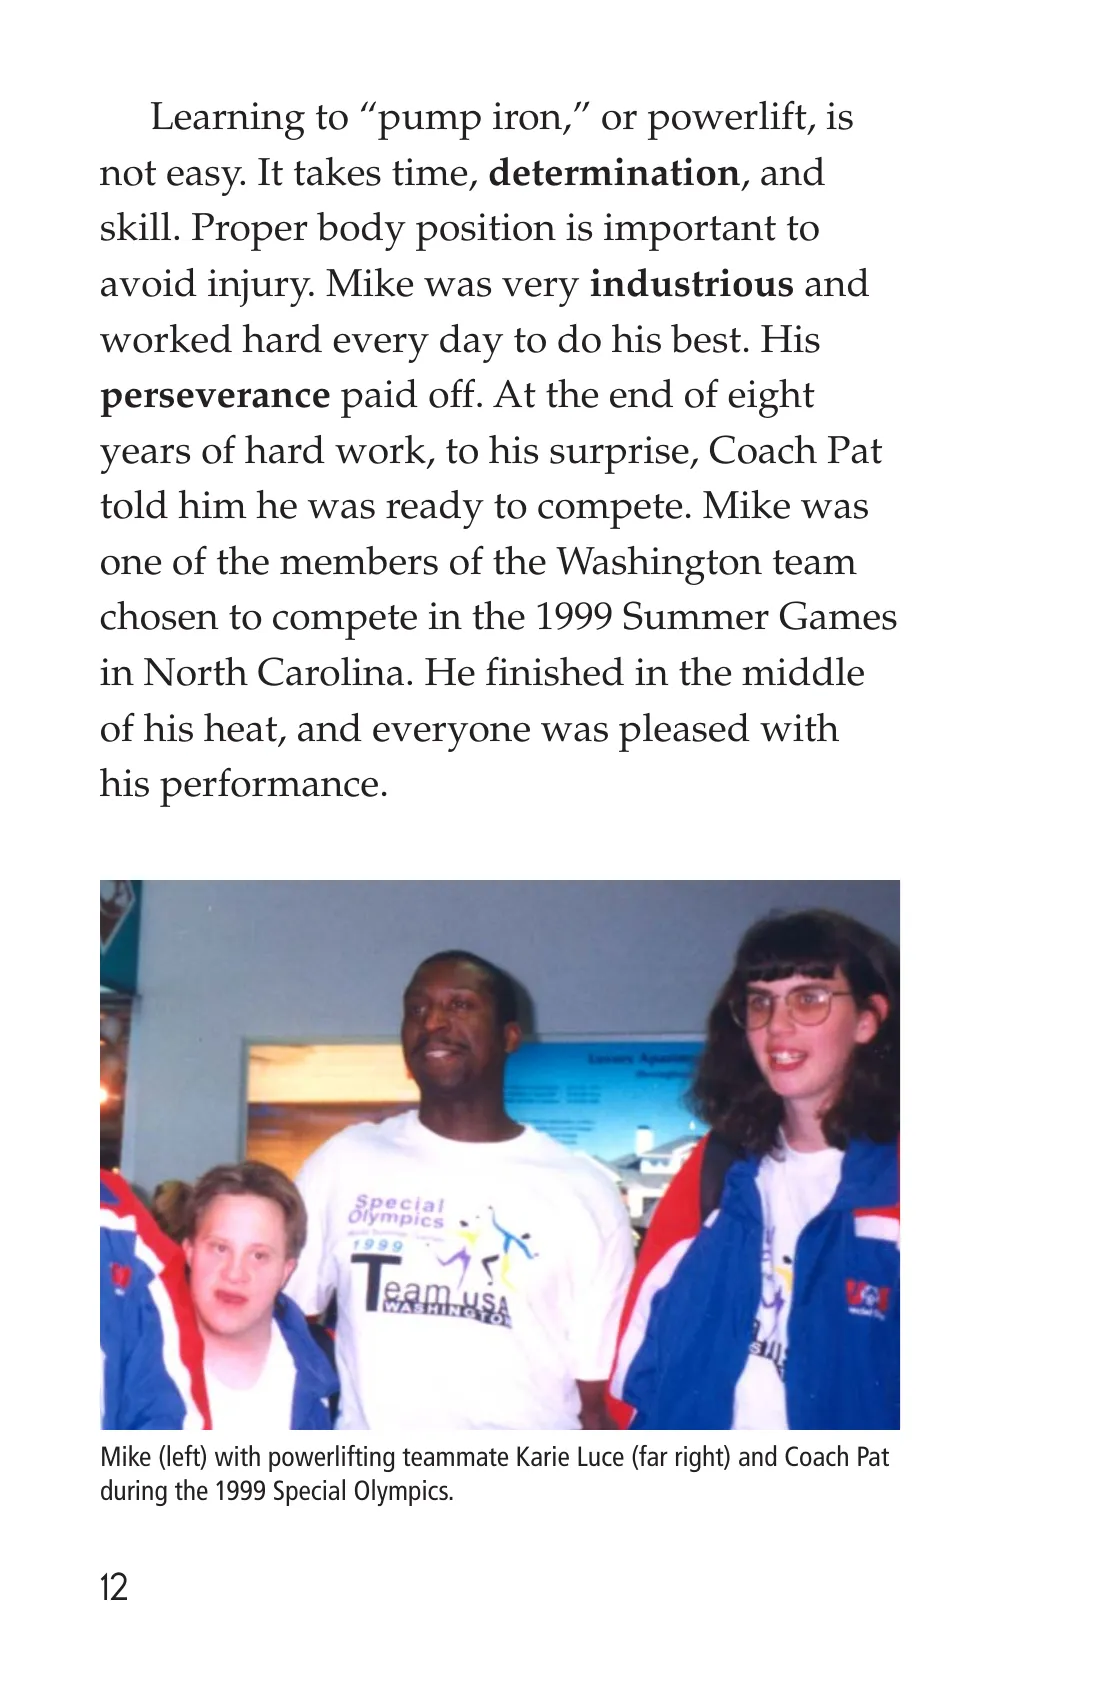 Learning to “pump iron,” or powerlift, is
not easy. It takes time, determination, and
skill. Proper body position is important to
avoid injury. Mike was very industrious and
worked hard every day to do his best. His
perseverance paid off. At the end of eight
years of hard work, to his surprise, Coach Pat
told him he was ready to compete. Mike was
one of the members of the Washington team
chosen to compete in the 1999 Summer Games
in North Carolina. He finished in the middle
of his heat, and everyone was pleased with
his performance.
Special
Olympics
1999
Team USA
WASHINGTON
Mike (left) with powerlifting teammate Karie Luce (far right) and Coach Pat
during the 1999 Special Olympics.
12